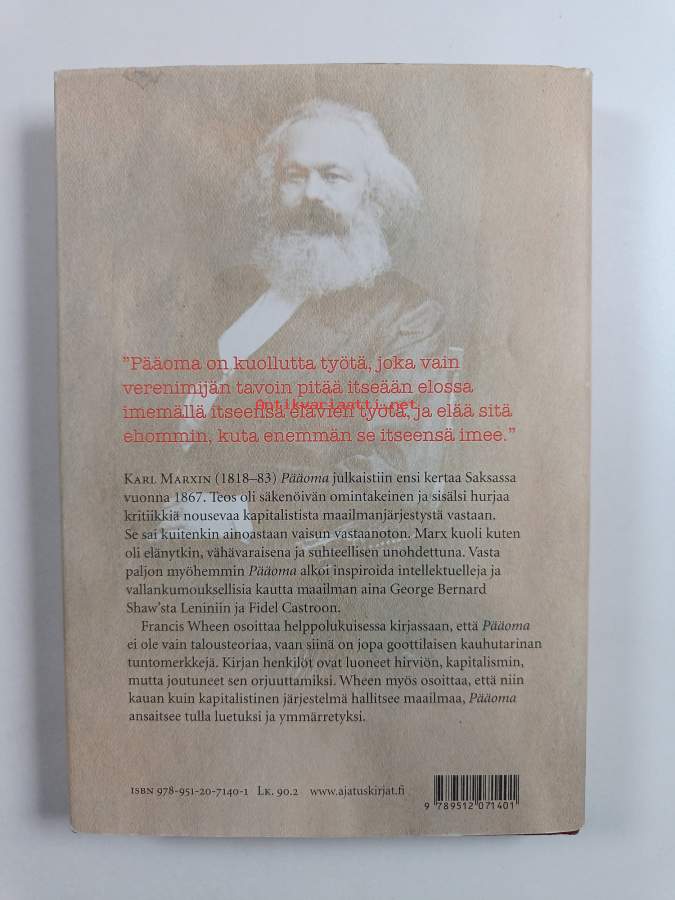 ”Pääoma on kuollutta työtä, joka vain
verenimijän tavoin pitää itseään elossa
Antikvariaatti.net
imemällä itseensä elävien työtä, ja elää sitä
ehommin, kuta enemmän se itseensä imee.”
Karl Marxin (1818–83) Pääoma julkaistiin ensi kertaa Saksassa
vuonna 1867. Teos oli säkenöivän omintakeinen ja sisälsi hurjaa
kritiikkiä nousevaa kapitalistista maailmanjärjestystä vastaan.
Se sai kuitenkin ainoastaan vaisun vastaanoton. Marx kuoli kuten
oli elänytkin, vähävaraisena ja suhteellisen unohdettuna. Vasta
paljon myöhemmin Pääoma alkoi inspiroida intellektuelleja ja
vallankumouksellisia kautta maailman aina George Bernard
Shaw’sta Leniniin ja Fidel Castroon.
Francis Wheen osoittaa helppolukuisessa kirjassaan, että Pääoma
ei ole vain talousteoriaa, vaan siinä on jopa goottilaisen kauhutarinan
tuntomerkkejä. Kirjan henkilöt ovat luoneet hirviön, kapitalismin,
mutta joutuneet sen orjuuttamiksi. Wheen myös osoittaa, että niin
kauan kuin kapitalistinen järjestelmä hallitsee maailmaa, Pääoma
ansaitsee tulla luetuksi ja ymmärretyksi.
ISBN 978-951-20-7140-1 Lk. 90.2 www.ajatuskirjat.fi
9 789512 071401